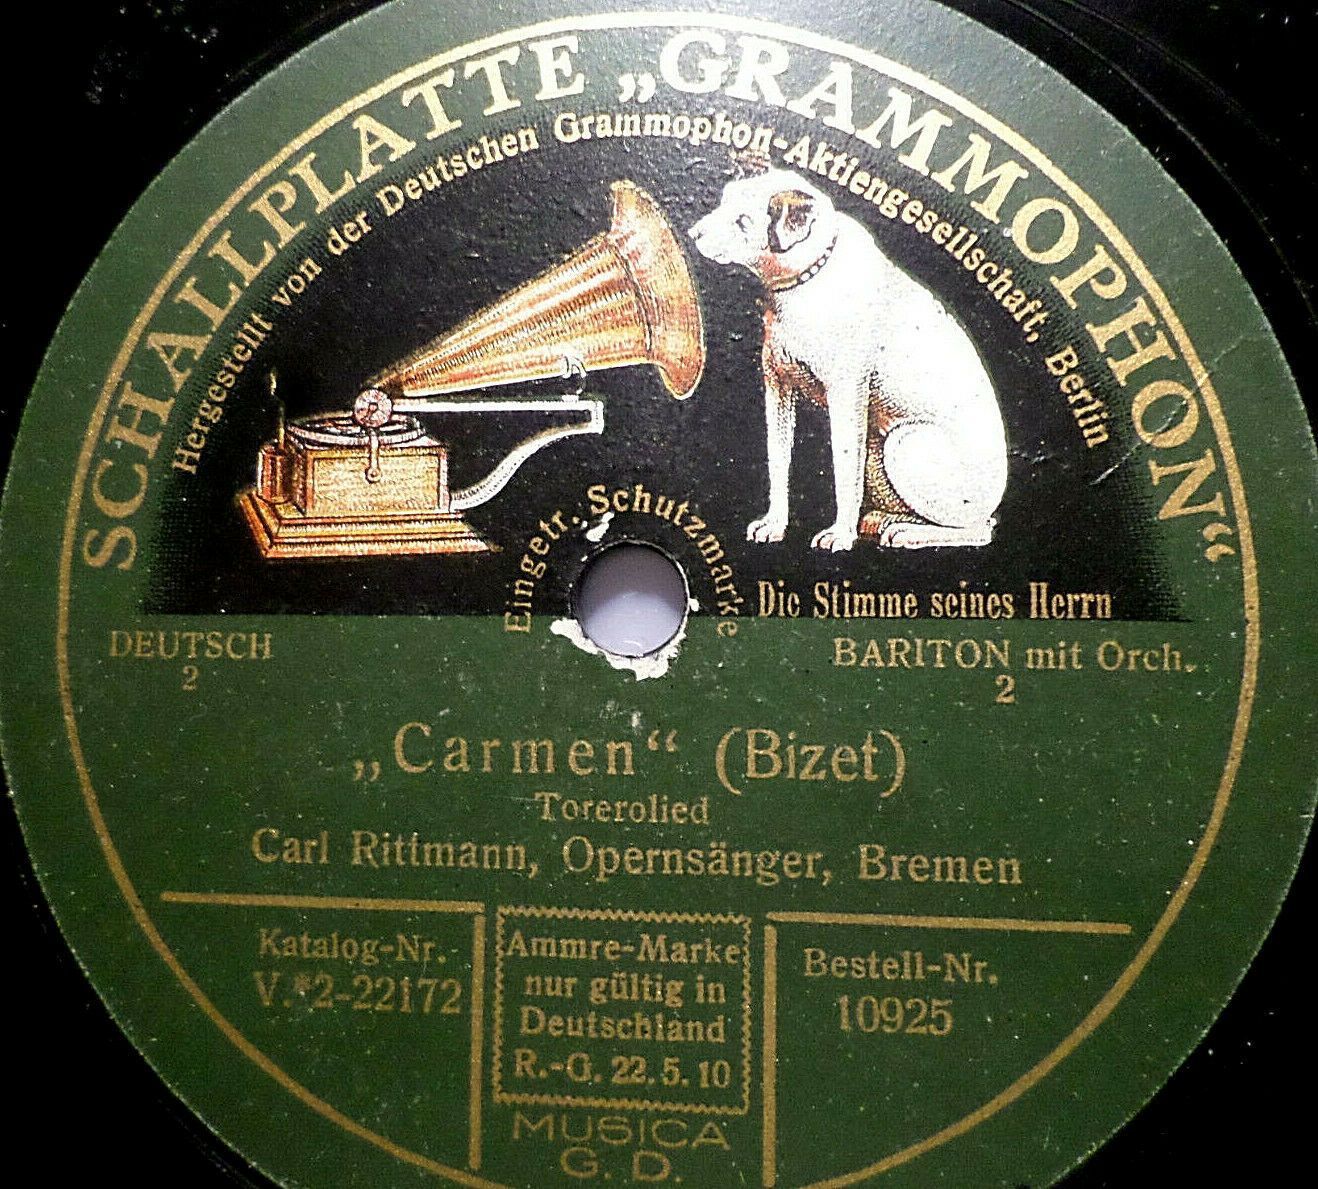 SCHALLPLATTE „GRAMMOPHON“
Hergestellt von der Deutschen Grammophon-Aktiengesellschaft, Berlin
Eingetr. Schutzmarke
Die Stimme seines Herrn
DEUTSCH
2
BARITON mit Orch.
2
„Carmen“ (Bizet)
Torerolied
Carl Rittmann, Opernsänger, Bremen
Katalog-Nr.
V.*2-22172
Ammre-Marke
nur gültig in
Deutschland
R.-G. 22.5.10
MUSICA
G. D.
Bestell-Nr.
10925